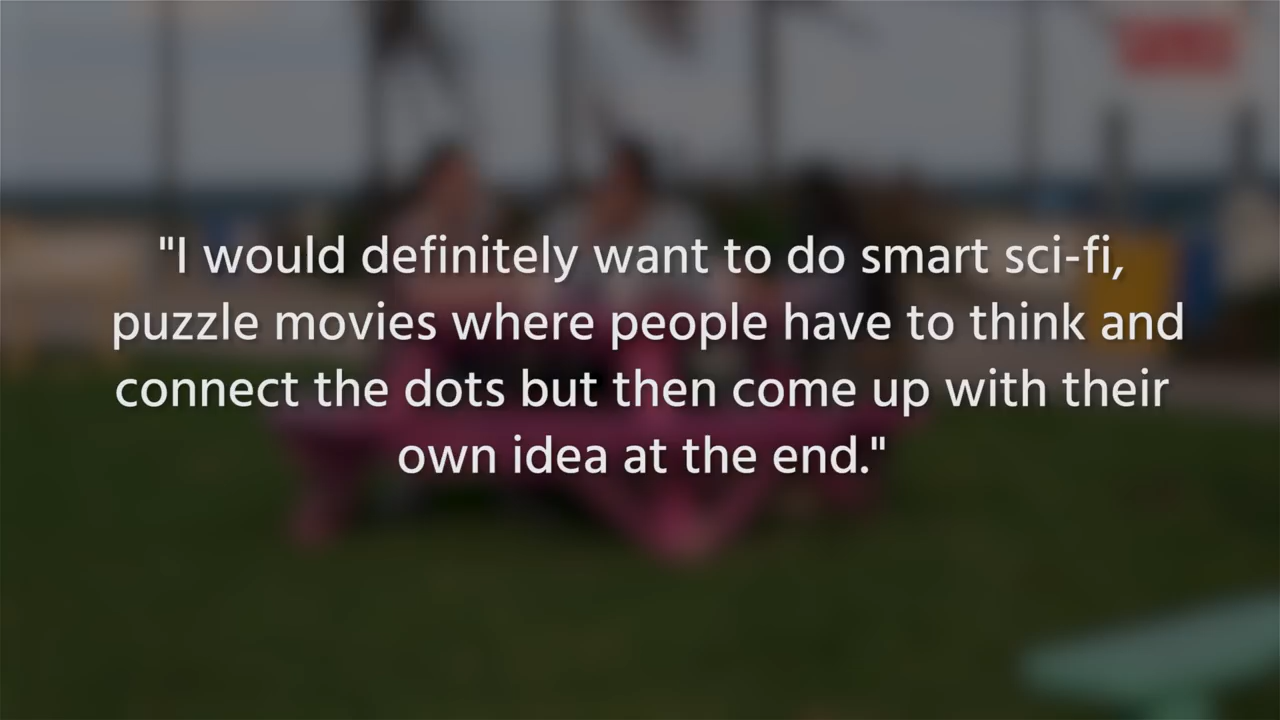 "I would definitely want to do smart sci-fi,
puzzle movies where people have to think and
connect the dots but then come up with their
own idea at the end."